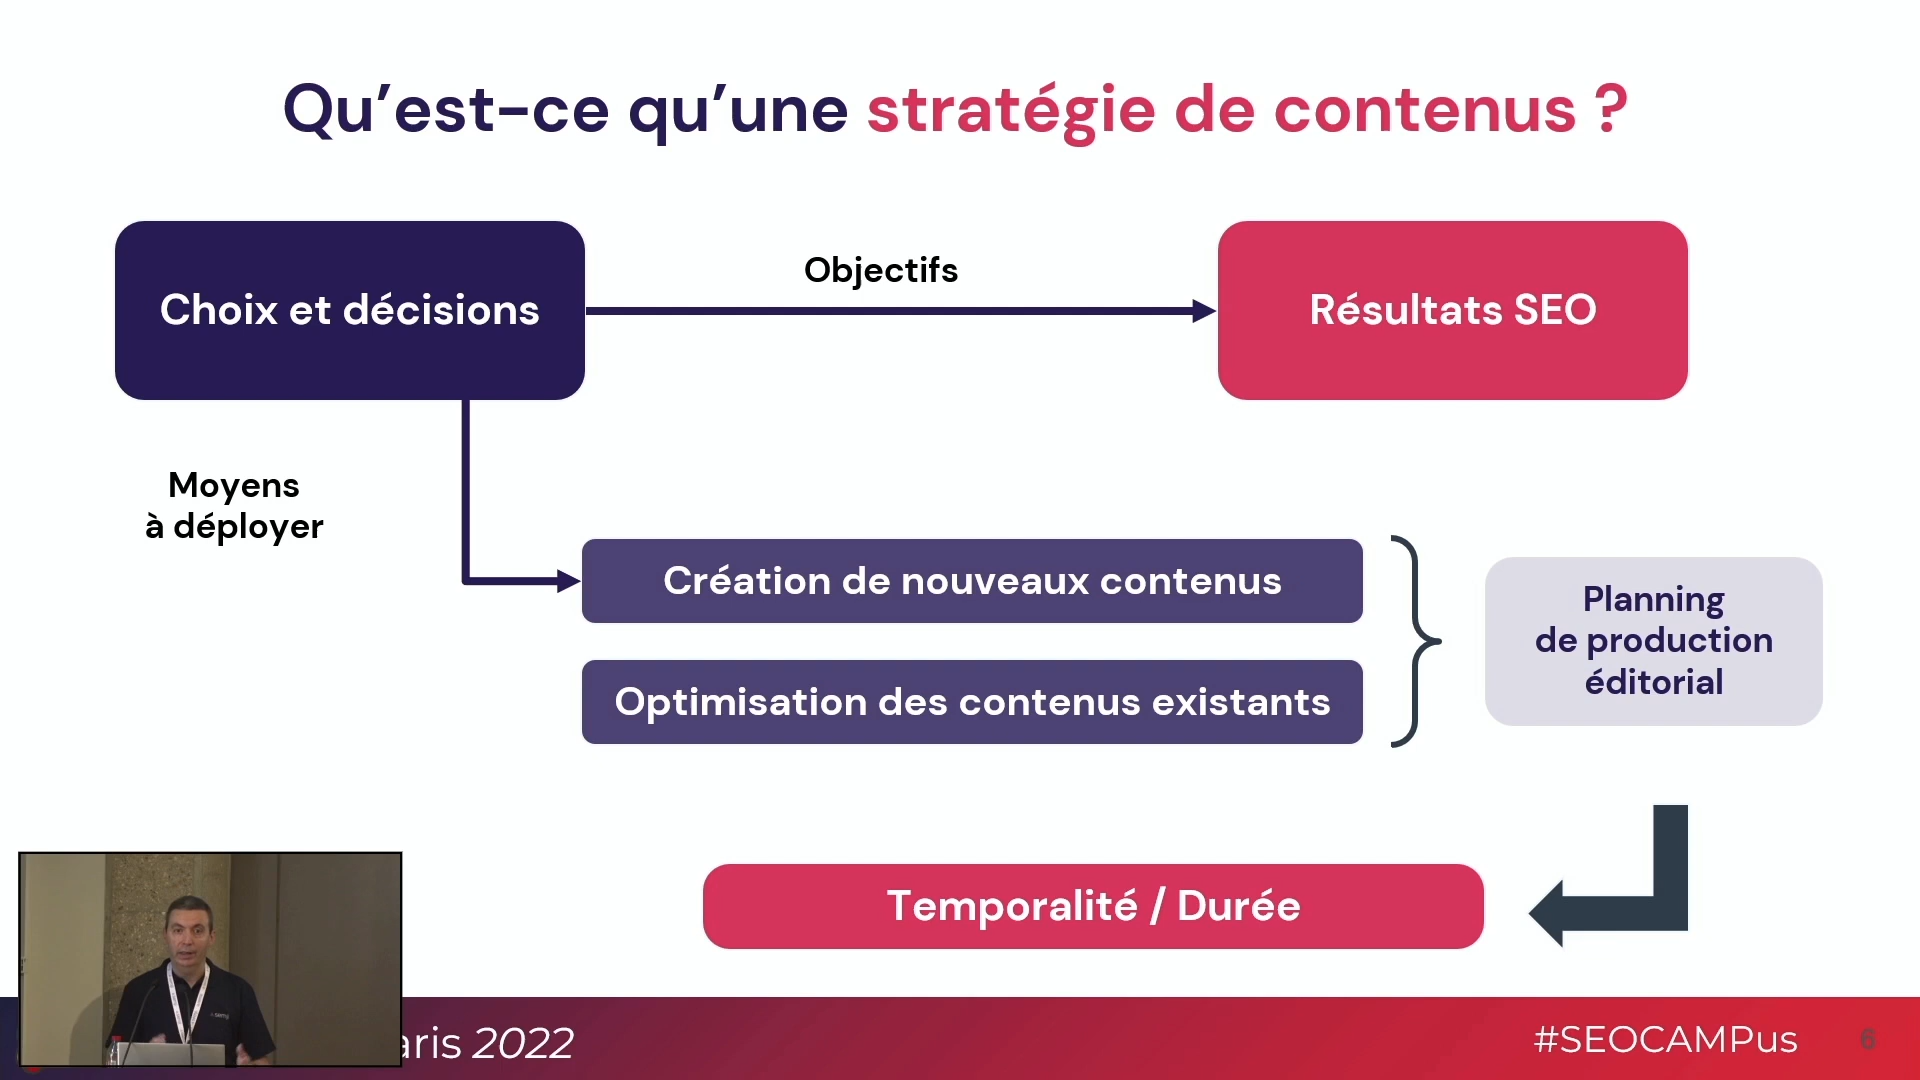 Qu’est-ce qu’une stratégie de contenus ?
Choix et décisions
Objectifs
Résultats SEO
Moyens
à déployer
Création de nouveaux contenus
Optimisation des contenus existants
Planning
de production
éditorial
Temporalité / Durée
aris 2022
#SEOCAMPus
6